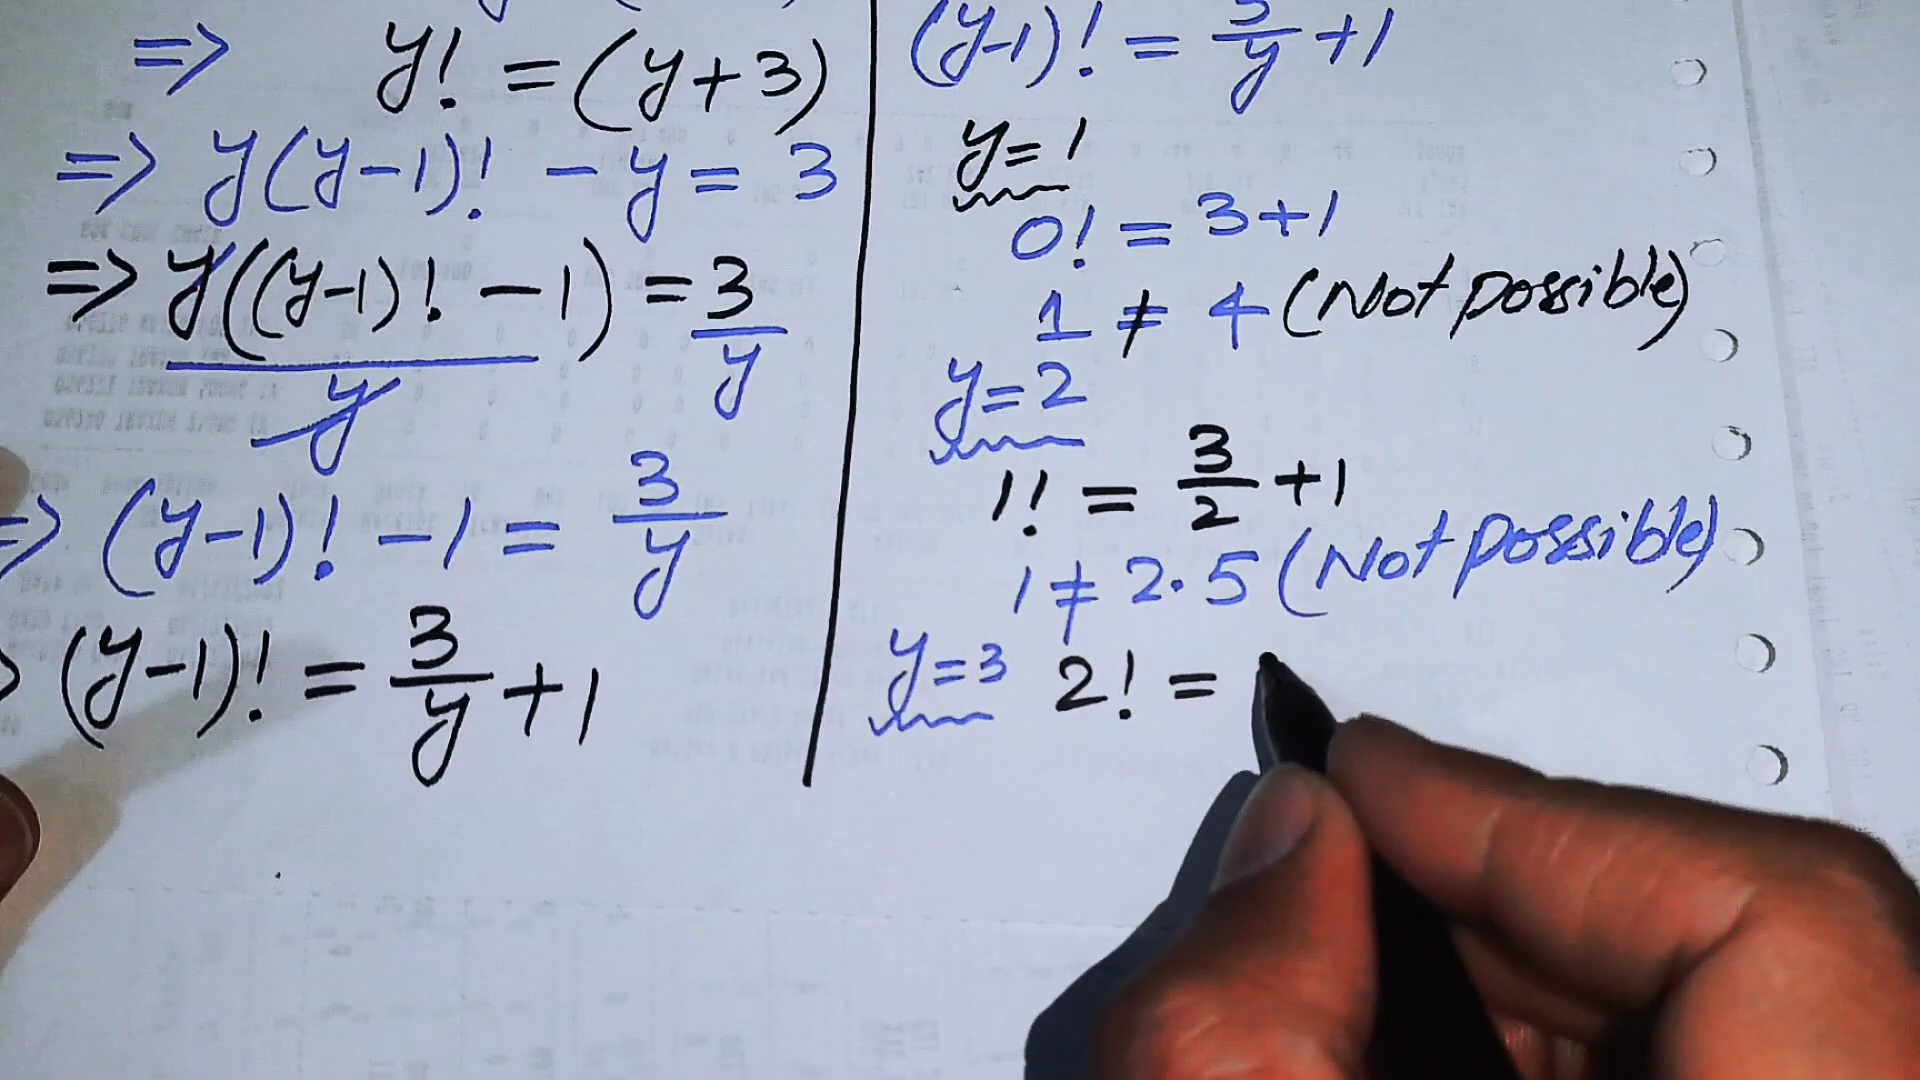 => y! = (y+3)
=> y(y-1)! - y = 3
=> y((y-1)! - 1)/y = 3/y
=> (y-1)! - 1 = 3/y
(y-1)! = 3/y + 1
(y-1)! = 3/y + 1
y=1
0! = 3+1
1 ≠ 4 (Not possible)
y=2
1! = 3/2 + 1
1 ≠ 2.5 (Not possible)
y=3 2! =